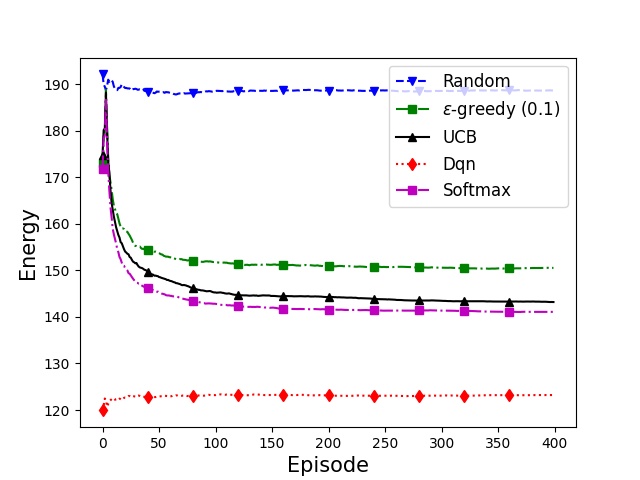 190
180
170
160
150
140
130
120
Energy
0 50 100 150 200 250 300 350 400
Episode
Random
ε-greedy (0.1)
UCB
Dqn
Softmax